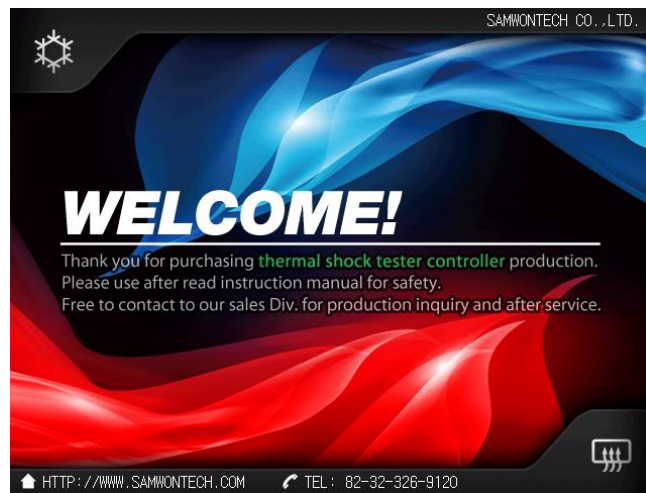 SAMWONTECH CO.,LTD.
WELCOME!
Thank you for purchasing thermal shock tester controller production.
Please use after read instruction manual for safety.
Free to contact to our sales Div. for production inquiry and after service.
HTTP://WWW.SAMWONTECH.COM TEL: 82-32-326-9120